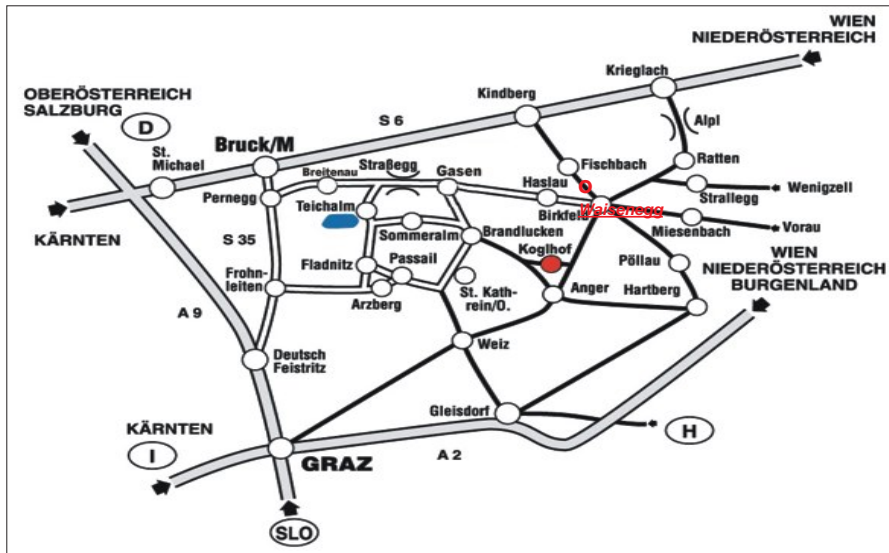 WIEN
NIEDERÖSTERREICH
OBERÖSTERREICH
SALZBURG
D
Krieglach
Kindberg
S 6
Alpl
St.
Michael
Bruck/M
Straßegg
Breitenau
Gasen
Fischbach
Ratten
Haslau
Strallegg
Wenigzell
Pernegg
Teichalm
Birkfeld
Waisenegg
KÄRNTEN
S 35
Sommeralm
Brandlucken
Miesenbach
Vorau
Koglhof
WIEN
NIEDERÖSTERREICH
BURGENLAND
Fladnitz
Passail
Pöllau
Frohn-
leiten
Arzberg
St. Kath-
rein/O.
Anger
Hartberg
A 9
Deutsch
Feistritz
Weiz
Gleisdorf
H
KÄRNTEN
I
GRAZ
A 2
SLO